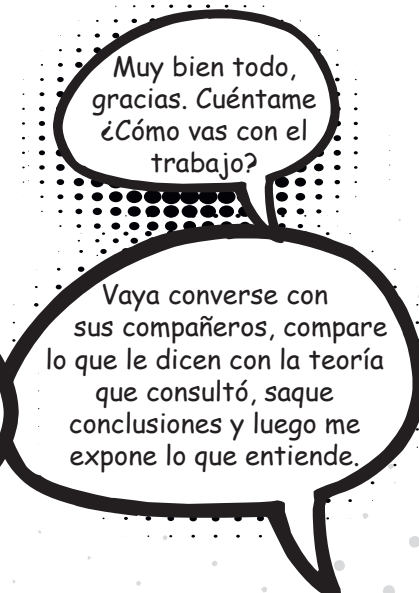 Muy bien todo,
gracias. Cuéntame
¿Cómo vas con el
trabajo?
Vaya converse con
sus compañeros, compare
lo que le dicen con la teoría
que consultó, saque
conclusiones y luego me
expone lo que entiende.